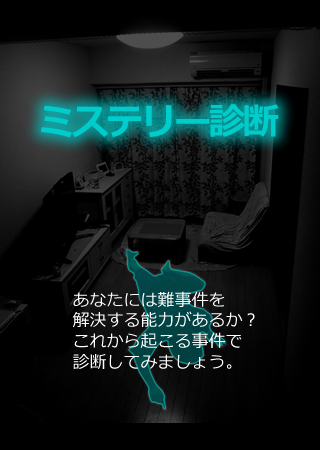 ミステリー診断
あなたには難事件を
解決する能力があるか？
これから起こる事件で
診断してみましょう。